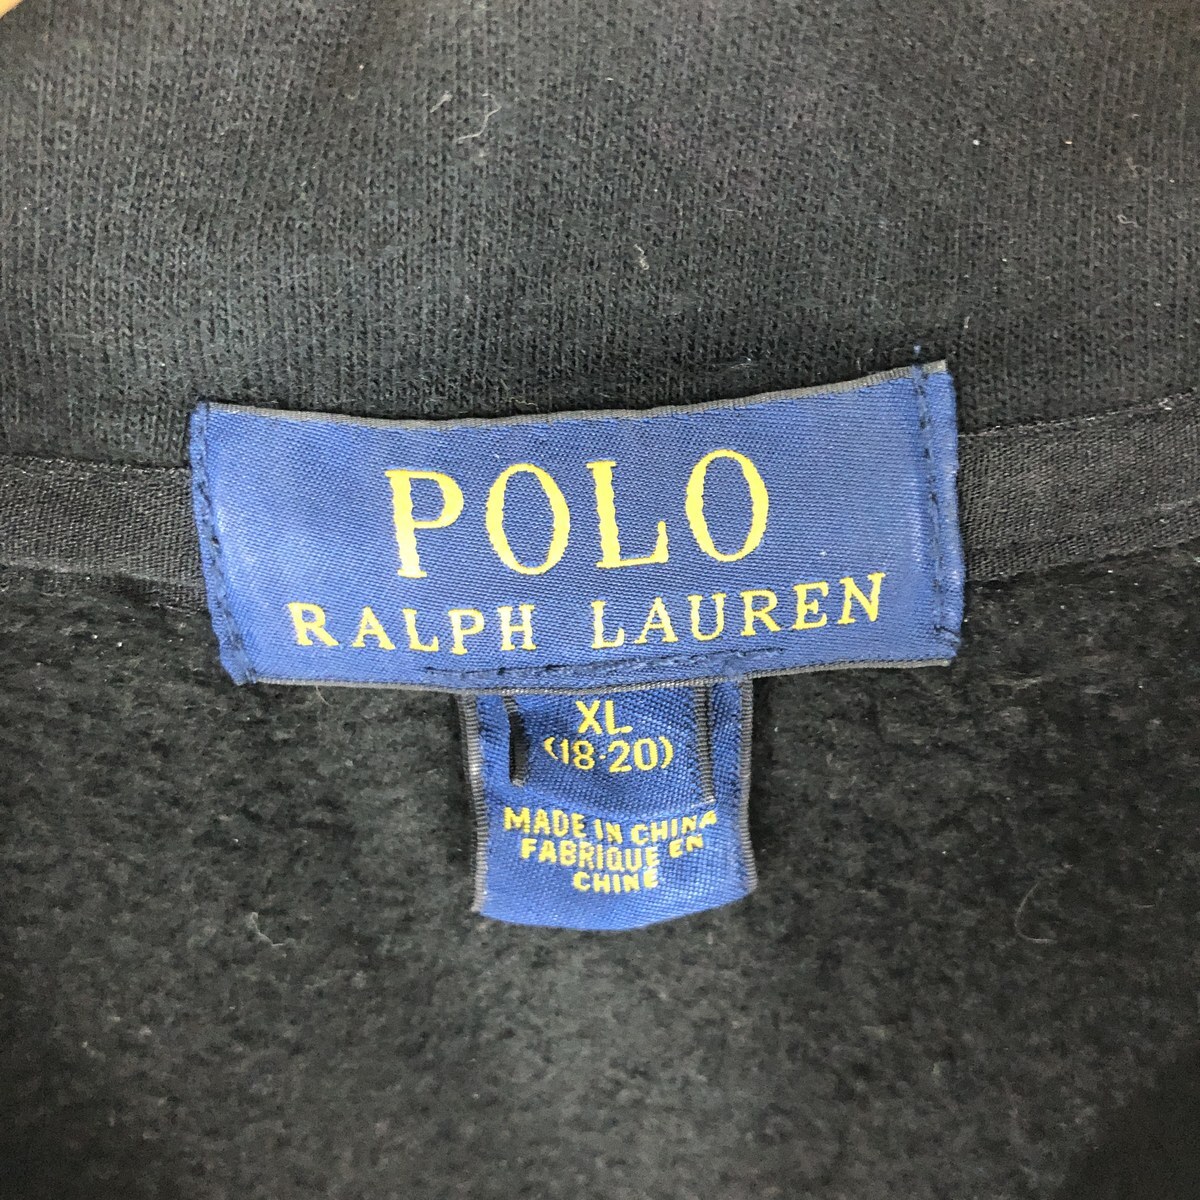 POLO
RALPH LAUREN
XL
(18-20)
MADE IN CHINA
FABRIQUE EN
CHINE